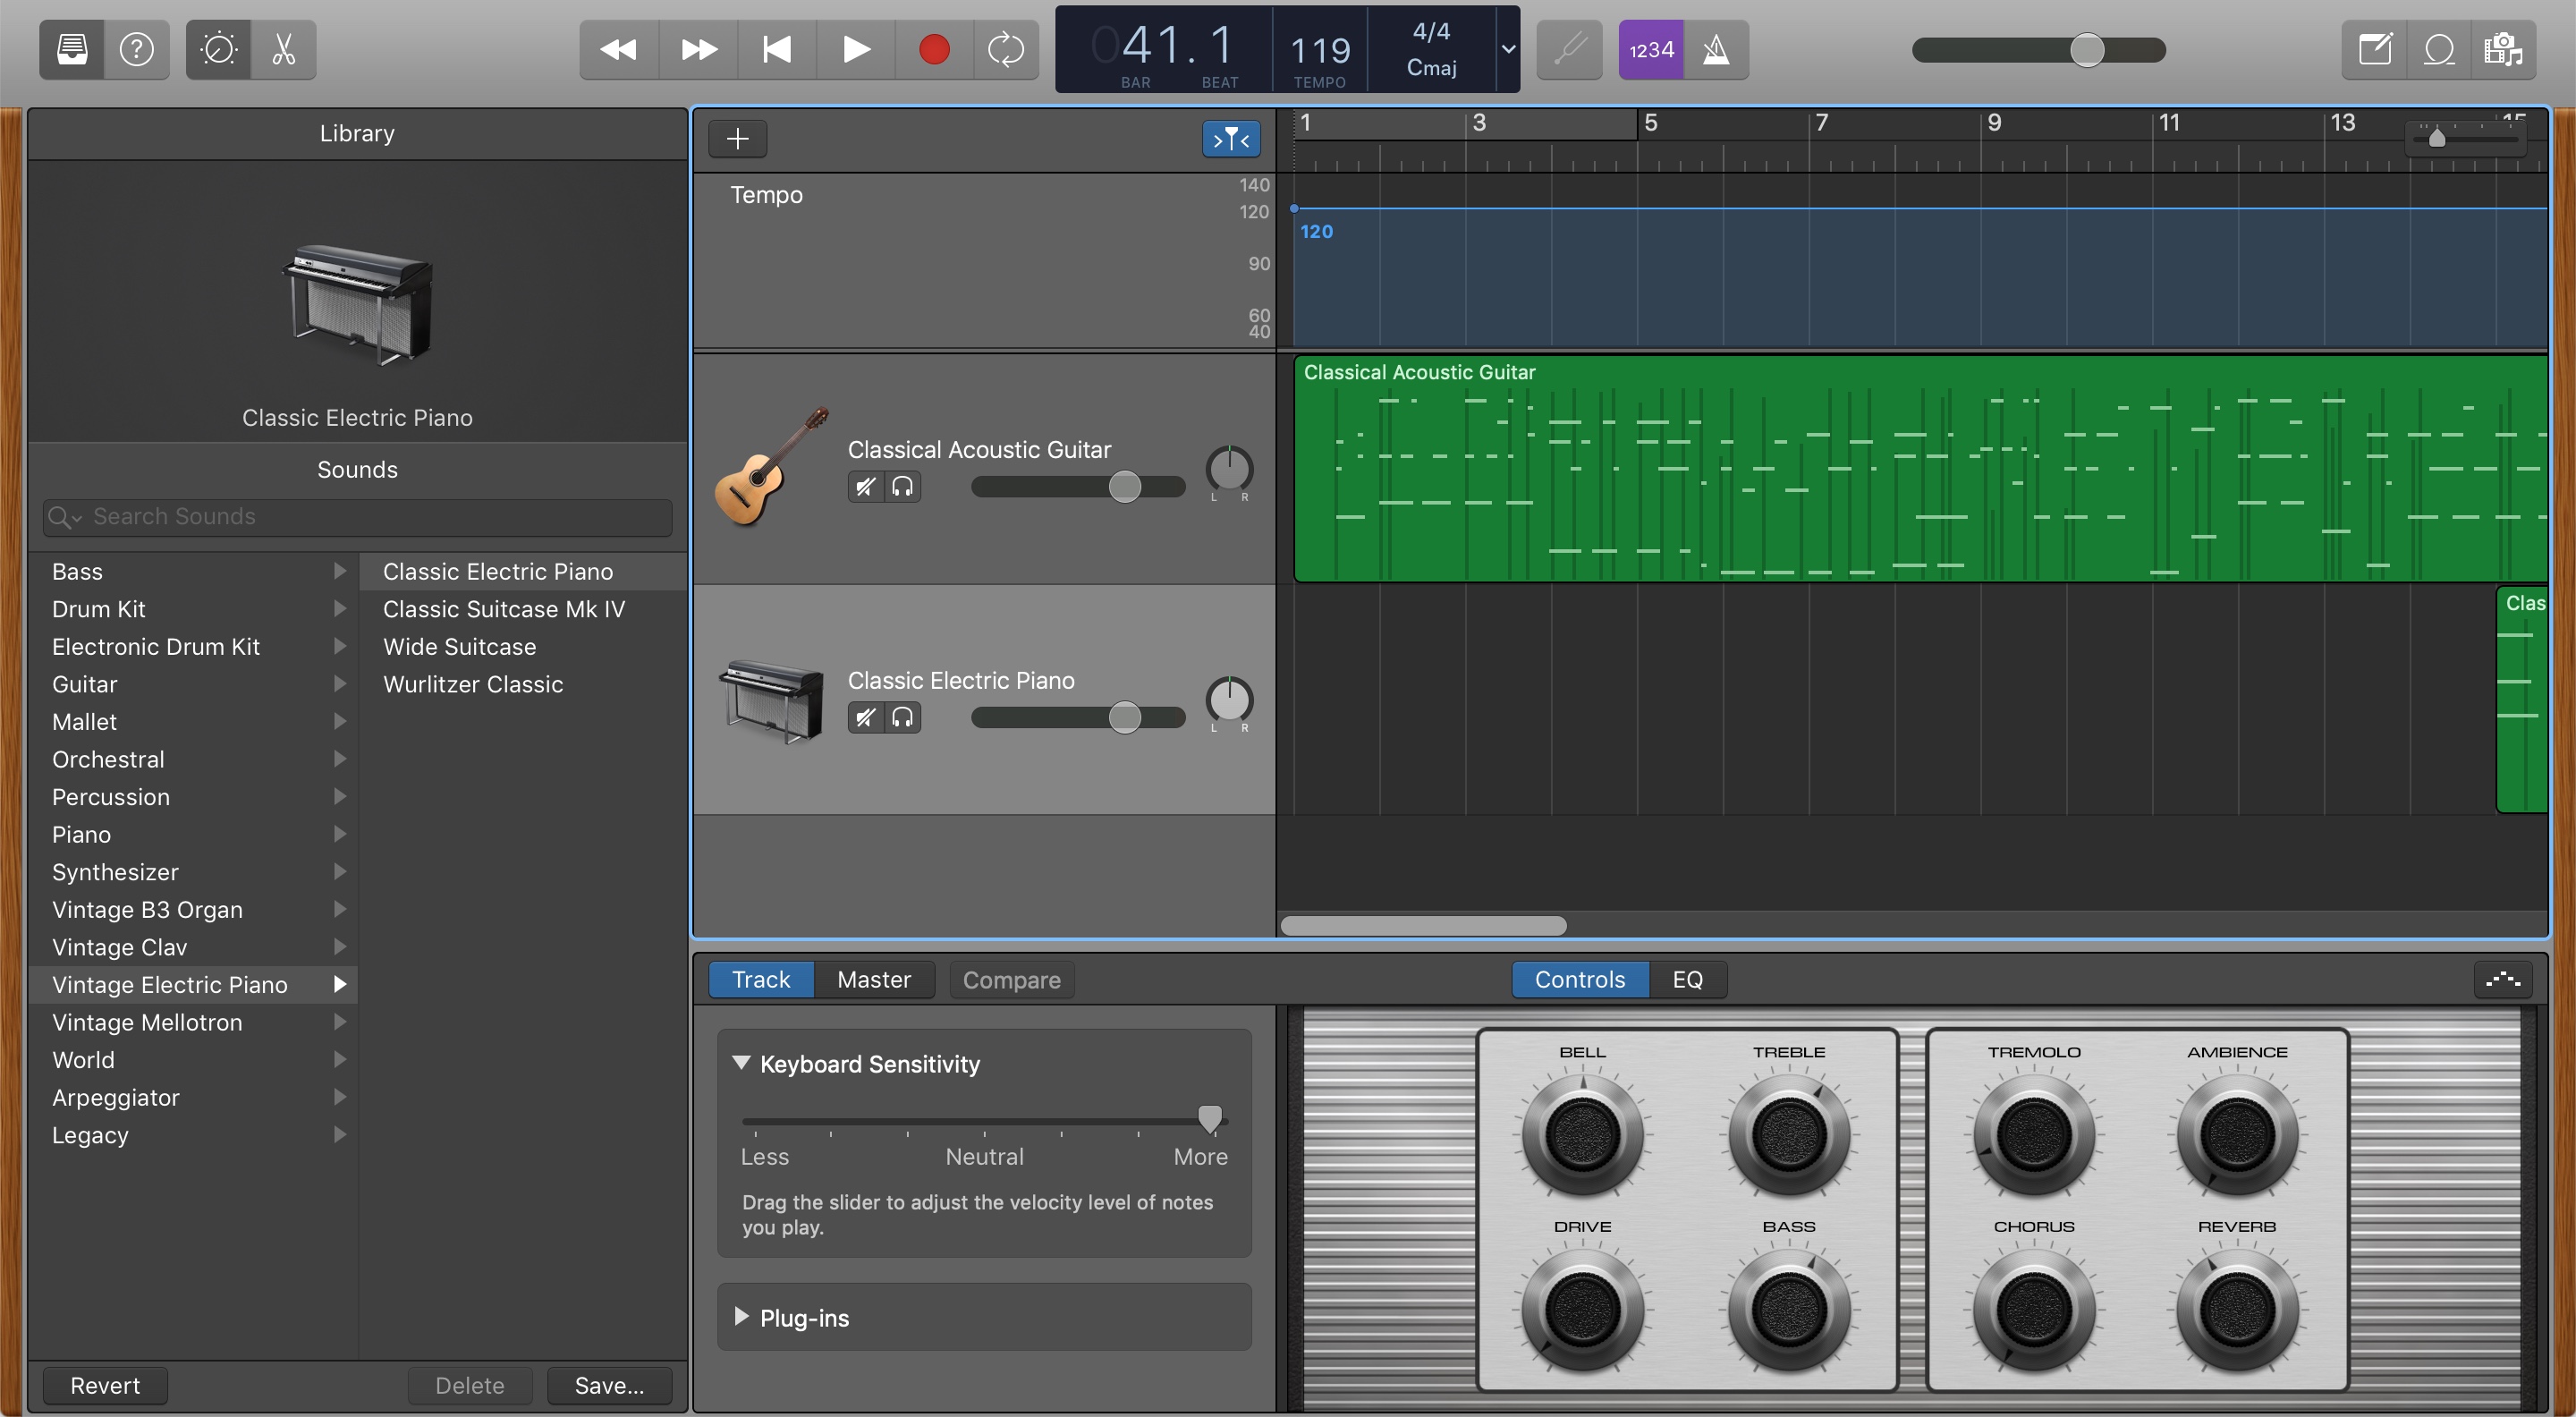 041. 1
BAR BEAT
119
TEMPO
4/4
Cmaj
1234
Library
Classic Electric Piano
Sounds
Search Sounds
Bass
Drum Kit
Electronic Drum Kit
Guitar
Mallet
Orchestral
Percussion
Piano
Synthesizer
Vintage B3 Organ
Vintage Clav
Vintage Electric Piano
Vintage Mellotron
World
Arpeggiator
Legacy
Classic Electric Piano
Classic Suitcase Mk IV
Wide Suitcase
Wurlitzer Classic
Revert
Delete
Save...
1 3 5 7 9 11 13 15
Tempo
140
120
90
60
40
120
Classical Acoustic Guitar
L R
Classical Acoustic Guitar
Classic Electric Piano
L R
Clas
Track
Master
Compare
Controls
EQ
Keyboard Sensitivity
Less Neutral More
Drag the slider to adjust the velocity level of notes
you play.
Plug-ins
BELL TREBLE TREMOLO AMBIENCE
DRIVE BASS CHORUS REVERB